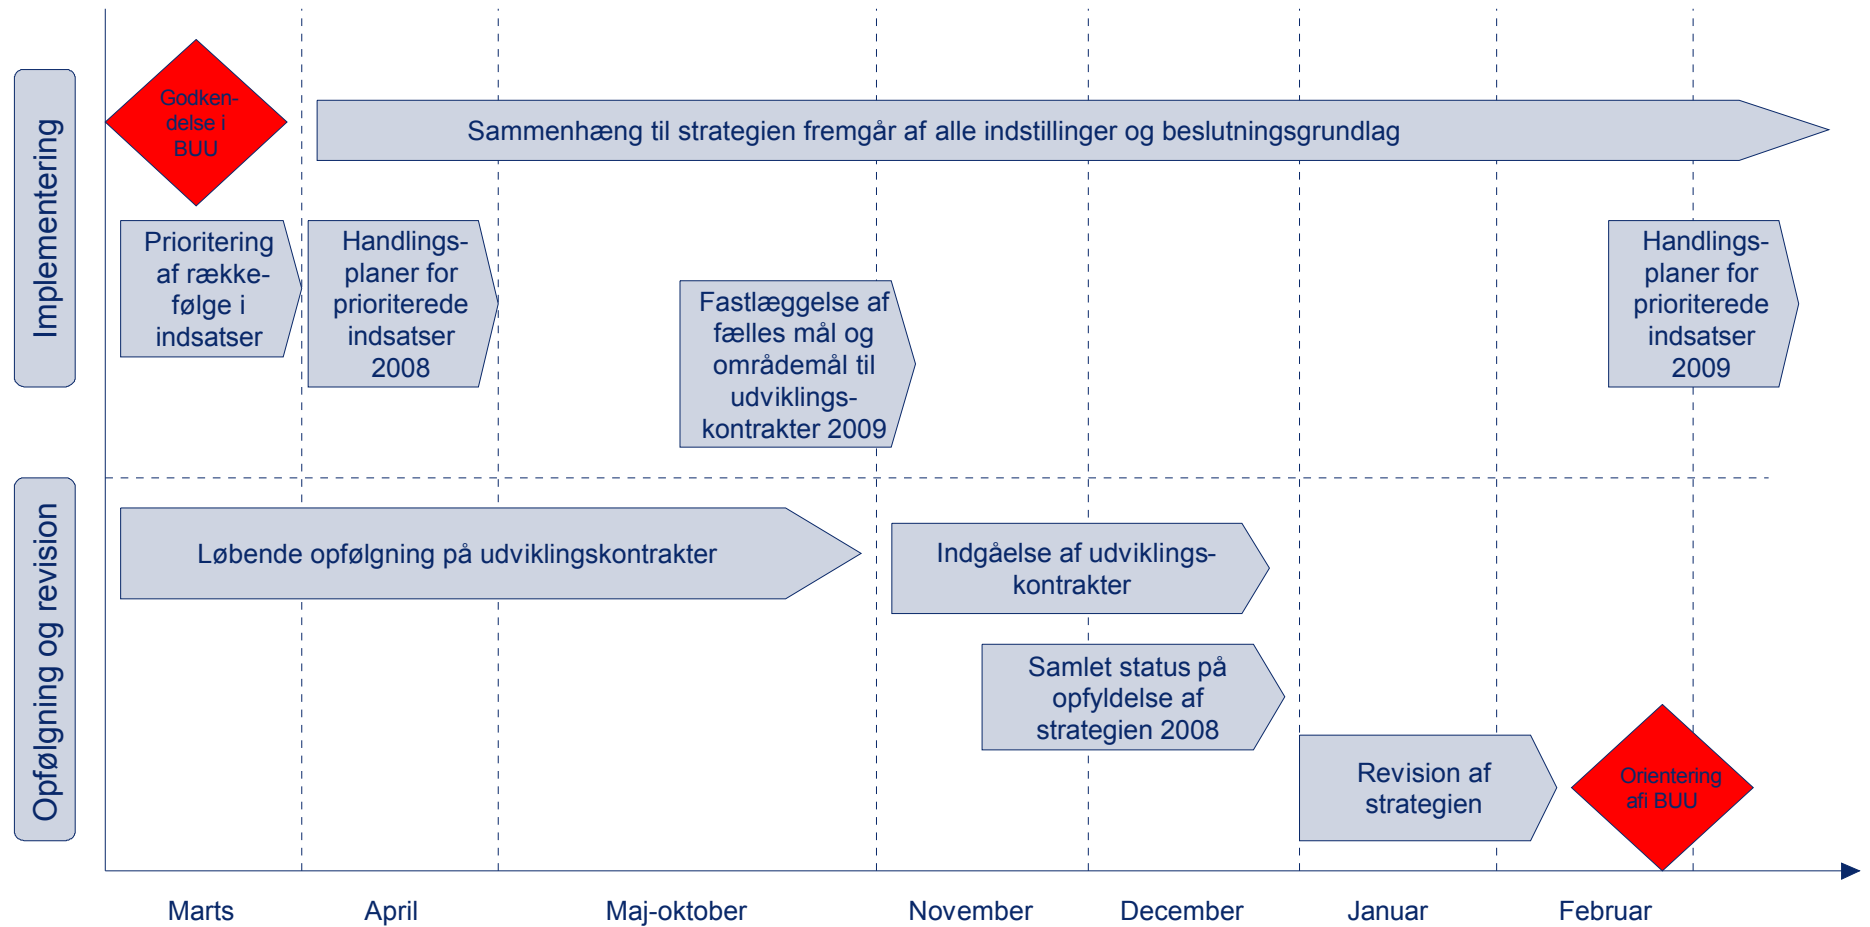 Implementering
Godken-
delse i
BUU
Sammenhæng til strategien fremgår af alle indstillinger og beslutningsgrundlag
Prioritering
af række-
følge i
indsatser
Handlings-
planer for
prioriterede
indsatser
2008
Fastlæggelse af
fælles mål og
områdemål til
udviklings-
kontrakter 2009
Handlings-
planer for
prioriterede
indsatser
2009
Opfølgning og revision
Løbende opfølgning på udviklingskontrakter
Indgåelse af udviklings-
kontrakter
Samlet status på
opfyldelse af
strategien 2008
Revision af
strategien
Orientering
afi BUU
Marts
April
Maj-oktober
November
December
Januar
Februar